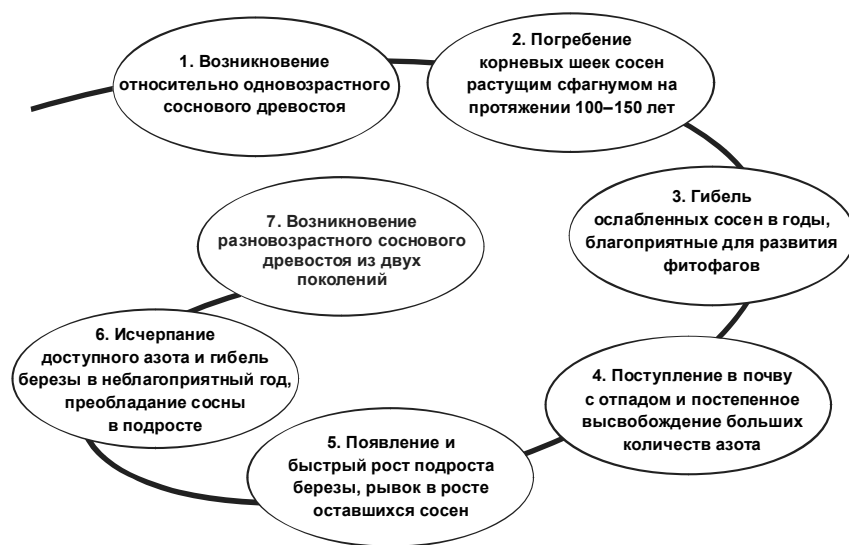 1. Возникновение
относительно одновозрастного
соснового древостоя
2. Погребение
корневых шеек сосен
растущим сфагнумом на
протяжении 100–150 лет
3. Гибель
ослабленных сосен в годы,
благоприятные для развития
фитофагов
4. Поступление в почву
с отпадом и постепенное
высвобождение больших
количеств азота
5. Появление и
быстрый рост подроста
березы, рывок в росте
оставшихся сосен
6. Исчерпание
доступного азота и гибель
березы в неблагоприятный год,
преобладание сосны
в подросте
7. Возникновение
разновозрастного соснового
древостоя из двух
поколений